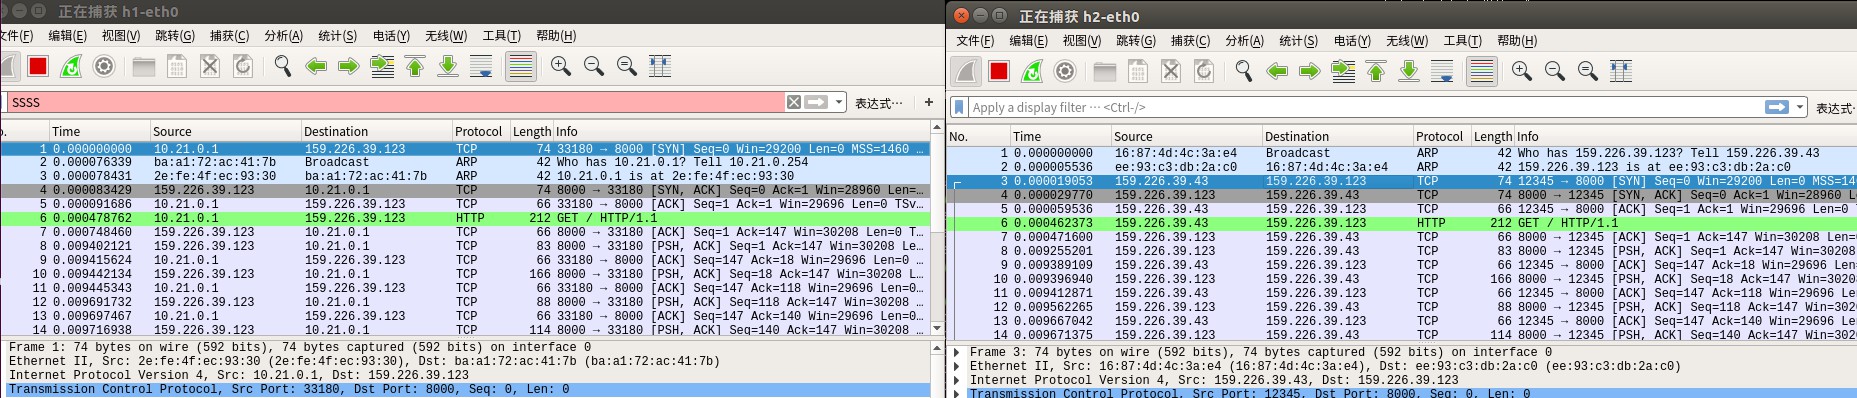 正在捕获 h1-eth0
文件(F) 编辑(E) 视图(V) 跳转(G) 捕获(C) 分析(A) 统计(S) 电话(Y) 无线(W) 工具(T) 帮助(H)
SSSS 表达式… +
o. Time Source Destination Protocol Length Info
1 0.000000000 10.21.0.1 159.226.39.123 TCP 74 33180 → 8000 [SYN] Seq=0 Win=29200 Len=0 MSS=1460 …
2 0.000076339 ba:a1:72:ac:41:7b Broadcast ARP 42 Who has 10.21.0.1? Tell 10.21.0.254
3 0.000078431 2e:fe:4f:ec:93:30 ba:a1:72:ac:41:7b ARP 42 10.21.0.1 is at 2e:fe:4f:ec:93:30
4 0.000083429 159.226.39.123 10.21.0.1 TCP 74 8000 → 33180 [SYN, ACK] Seq=0 Ack=1 Win=28960 Len=…
5 0.000091686 10.21.0.1 159.226.39.123 TCP 66 33180 → 8000 [ACK] Seq=1 Ack=1 Win=29696 Len=0 TSv…
6 0.000478762 10.21.0.1 159.226.39.123 HTTP 212 GET / HTTP/1.1
7 0.000748460 159.226.39.123 10.21.0.1 TCP 66 8000 → 33180 [ACK] Seq=1 Ack=147 Win=30208 Len=0 T…
8 0.009402121 159.226.39.123 10.21.0.1 TCP 83 8000 → 33180 [PSH, ACK] Seq=1 Ack=147 Win=30208 Le…
9 0.009415624 10.21.0.1 159.226.39.123 TCP 66 33180 → 8000 [ACK] Seq=147 Ack=18 Win=29696 Len=0 …
10 0.009442134 159.226.39.123 10.21.0.1 TCP 166 8000 → 33180 [PSH, ACK] Seq=18 Ack=147 Win=30208 L…
11 0.009445343 10.21.0.1 159.226.39.123 TCP 66 33180 → 8000 [ACK] Seq=147 Ack=118 Win=29696 Len=0…
12 0.009691732 159.226.39.123 10.21.0.1 TCP 88 8000 → 33180 [PSH, ACK] Seq=118 Ack=147 Win=30208 …
13 0.009697467 10.21.0.1 159.226.39.123 TCP 66 33180 → 8000 [ACK] Seq=147 Ack=140 Win=29696 Len=0…
14 0.009716938 159.226.39.123 10.21.0.1 TCP 114 8000 → 33180 [PSH, ACK] Seq=140 Ack=147 Win=30208 …
Frame 1: 74 bytes on wire (592 bits), 74 bytes captured (592 bits) on interface 0
Ethernet II, Src: 2e:fe:4f:ec:93:30 (2e:fe:4f:ec:93:30), Dst: ba:a1:72:ac:41:7b (ba:a1:72:ac:41:7b)
Internet Protocol Version 4, Src: 10.21.0.1, Dst: 159.226.39.123
Transmission Control Protocol, Src Port: 33180, Dst Port: 8000, Seq: 0, Len: 0
正在捕获 h2-eth0
文件(F) 编辑(E) 视图(V) 跳转(G) 捕获(C) 分析(A) 统计(S) 电话(Y) 无线(W) 工具(T) 帮助(H)
Apply a display filter … <Ctrl-/> 表达式…
No. Time Source Destination Protocol Length Info
1 0.000000000 16:87:4d:4c:3a:e4 Broadcast ARP 42 Who has 159.226.39.123? Tell 159.226.39.43
2 0.000005536 ee:93:c3:db:2a:c0 16:87:4d:4c:3a:e4 ARP 42 159.226.39.123 is at ee:93:c3:db:2a:c0
3 0.000019053 159.226.39.43 159.226.39.123 TCP 74 12345 → 8000 [SYN] Seq=0 Win=29200 Len=0 MSS=14
4 0.000029770 159.226.39.123 159.226.39.43 TCP 74 8000 → 12345 [SYN, ACK] Seq=0 Ack=1 Win=28960 L
5 0.000059536 159.226.39.43 159.226.39.123 TCP 66 12345 → 8000 [ACK] Seq=1 Ack=1 Win=29696 Len=0
6 0.000462373 159.226.39.43 159.226.39.123 HTTP 212 GET / HTTP/1.1
7 0.000471600 159.226.39.123 159.226.39.43 TCP 66 8000 → 12345 [ACK] Seq=1 Ack=147 Win=30208 Len=
8 0.009255201 159.226.39.123 159.226.39.43 TCP 83 8000 → 12345 [PSH, ACK] Seq=1 Ack=147 Win=30208
9 0.009389109 159.226.39.43 159.226.39.123 TCP 66 12345 → 8000 [ACK] Seq=147 Ack=18 Win=29696 Len
10 0.009396940 159.226.39.123 159.226.39.43 TCP 166 8000 → 12345 [PSH, ACK] Seq=18 Ack=147 Win=3020
11 0.009412871 159.226.39.43 159.226.39.123 TCP 66 12345 → 8000 [ACK] Seq=147 Ack=118 Win=29696 Le
12 0.009562265 159.226.39.123 159.226.39.43 TCP 88 8000 → 12345 [PSH, ACK] Seq=118 Ack=147 Win=302
13 0.009667042 159.226.39.43 159.226.39.123 TCP 66 12345 → 8000 [ACK] Seq=147 Ack=140 Win=29696 Le
14 0.009671375 159.226.39.123 159.226.39.43 TCP 114 8000 → 12345 [PSH, ACK] Seq=140 Ack=147 Win=302
Frame 3: 74 bytes on wire (592 bits), 74 bytes captured (592 bits) on interface 0
Ethernet II, Src: 16:87:4d:4c:3a:e4 (16:87:4d:4c:3a:e4), Dst: ee:93:c3:db:2a:c0 (ee:93:c3:db:2a:c0)
Internet Protocol Version 4, Src: 159.226.39.43, Dst: 159.226.39.123
Transmission Control Protocol, Src Port: 12345, Dst Port: 8000, Seq: 0, Len: 0